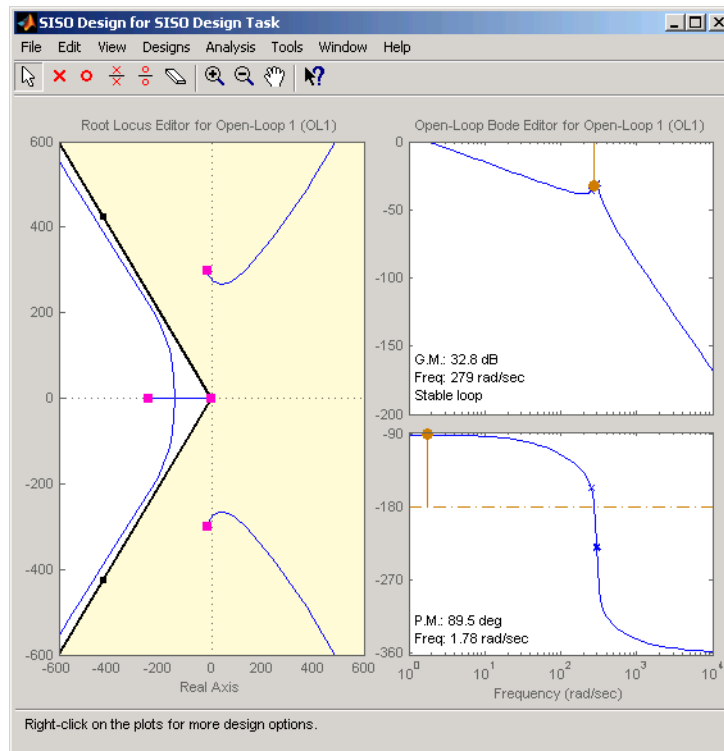 SISO Design for SISO Design Task
File Edit View Designs Analysis Tools Window Help
Root Locus Editor for Open-Loop 1 (OL1)
600
400
200
0
-200
-400
-600
-600 -400 -200 0 200 400 600
Real Axis
Open-Loop Bode Editor for Open-Loop 1 (OL1)
0
-50
-100
-150
-200
G.M.: 32.8 dB
Freq: 279 rad/sec
Stable loop
-90
-180
-270
-360
P.M.: 89.5 deg
Freq: 1.78 rad/sec
10^0 10^1 10^2 10^3 10^4
Frequency (rad/sec)
Right-click on the plots for more design options.